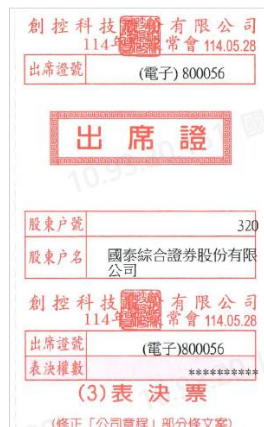 創控科技股份有限公司
114年 常會 114.05.28
出席證號 (電子) 800056
出席證
股東戶號 320
股東戶名 國泰綜合證券股份有限
公司
創控科技股份有限公司
114年 常會 114.05.28
出席證號 (電子)800056
表決權數 **********
(3)表決票
(修正「公司章程」部分條文案)